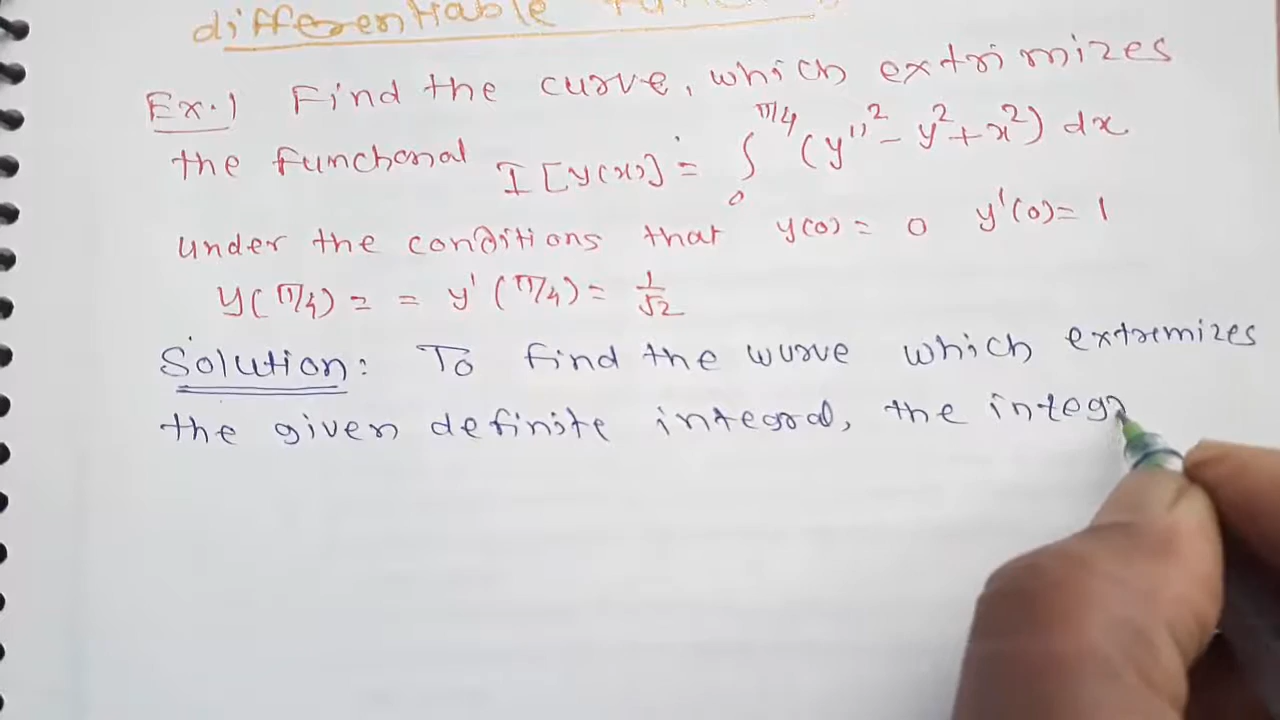 differentiable
Ex.1 Find the curve, which extrimizes
the functional I[y(x)] = ∫₀^π/4 (y''² - y² + x²) dx
under the conditions that y(0) = 0 y'(0) = 1
y(π/4) = = y'(π/4) = 1/√2
Solution: To find the wurve which extremizes
the given definite integral, the integr